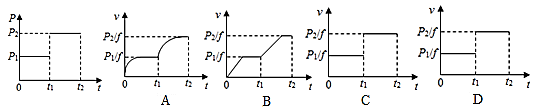 P
P₂
P₁
0
t₁
t₂
t
v
P₂/f
P₁/f
0
t₁
t₂
t
A
v
P₂/f
P₁/f
0
t₁
t₂
t
B
v
P₂/f
P₁/f
0
t₁
t₂
t
C
v
P₂/f
P₁/f
0
t₁
t₂
t
D